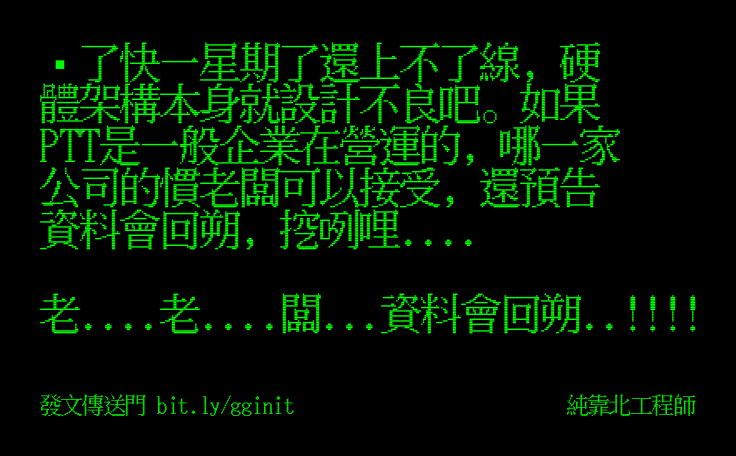 ▪了快一星期了還上不了線, 硬
體架構本身就設計不良吧。如果
PTT是一般企業在營運的, 哪一家
公司的慣老闆可以接受, 還預告
資料會回朔, 挖咧哩....
老....老....闆...資料會回朔..!!!!
發文傳送門 bit.ly/gginit
純靠北工程師